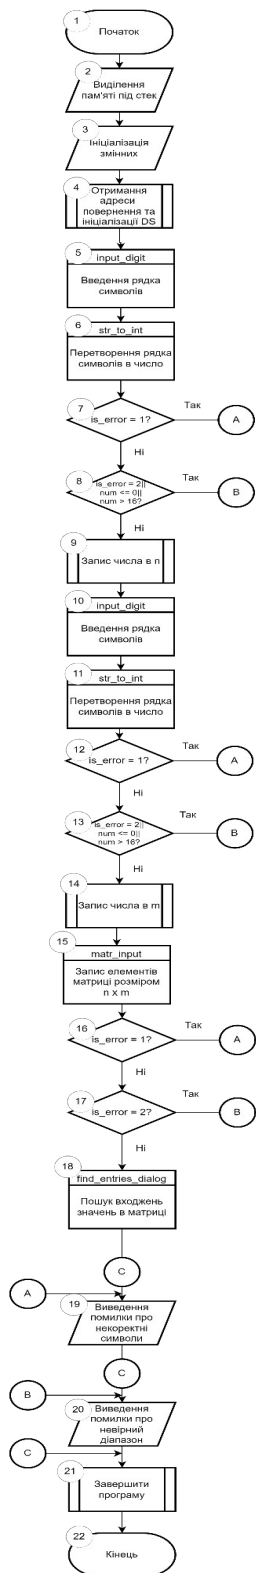 1
Початок
2
Виділення
пам'яті під стек
3
Ініціалізація
змінних
4
Отримання
адреси
повернення та
ініціалізації DS
5
input_digit
Введення рядка
символів
6
str_to_int
Перетворення рядка
символів в число
7
is_error = 1?
Так
A
Ні
8
is_error = 2||
num <= 0||
num > 16?
Так
B
Ні
9
Запис числа в n
10
input_digit
Введення рядка
символів
11
str_to_int
Перетворення рядка
символів в число
12
is_error = 1?
Так
A
Ні
13
is_error = 2||
num <= 0||
num > 16?
Так
B
Ні
14
Запис числа в m
15
matr_input
Запис елементів
матриці розміром
n x m
16
is_error = 1?
Так
A
Ні
17
is_error = 2?
Так
B
Ні
18
find_entries_dialog
Пошук входжень
значень в матриці
C
A
19
Виведення
помилки про
некоректні
символи
C
B
20
Виведення
помилки про
невірний
діапазон
C
21
Завершити
програму
22
Кінець